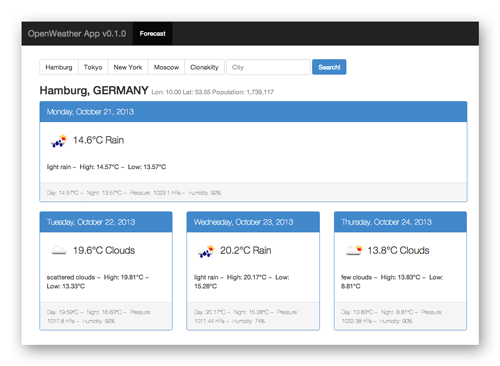 OpenWeather App v0.1.0 Forecast
Hamburg Tokyo New York Moscow Clonakilty City Search!
Hamburg, GERMANY Lon: 10.00 Lat: 53.55 Population: 1,739,117
Monday, October 21, 2013
14.6°C Rain
light rain ~ High: 14.57°C ~ Low: 13.57°C
Day: 14.57°C ~ Night: 13.57°C ~ Pressure: 1023.1 hPa ~ Humidity: 92%
Tuesday, October 22, 2013
19.6°C Clouds
scattered clouds ~ High: 19.81°C ~
Low: 13.33°C
Day: 19.59°C ~ Night: 16.63°C ~ Pressure:
1017.8 hPa ~ Humidity: 92%
Wednesday, October 23, 2013
20.2°C Rain
light rain ~ High: 20.17°C ~ Low:
15.28°C
Day: 20.17°C ~ Night: 15.28°C ~ Pressure:
1011.44 hPa ~ Humidity: 74%
Thursday, October 24, 2013
13.8°C Clouds
few clouds ~ High: 13.83°C ~ Low:
8.81°C
Day: 13.83°C ~ Night: 8.81°C ~ Pressure:
1022.38 hPa ~ Humidity: 90%